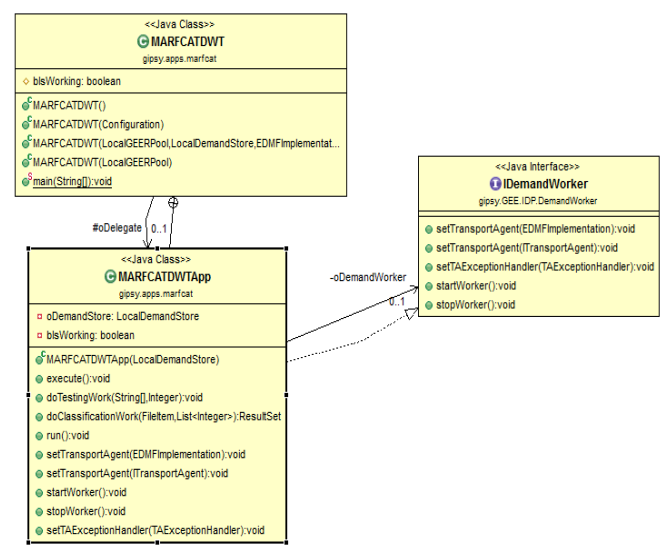 <<Java Class>>
C MARFCATDWT
gipsy.apps.marfcat
bIsWorking: boolean
MARFCATDWT()
MARFCATDWT(Configuration)
MARFCATDWT(LocalGEERPool,LocalDemandStore,EDMFImplementat...
MARFCATDWT(LocalGEERPool)
main(String[]):void
#oDelegate 0..1
<<Java Class>>
C MARFCATDWTApp
gipsy.apps.marfcat
oDemandStore: LocalDemandStore
bIsWorking: boolean
MARFCATDWTApp(LocalDemandStore)
execute():void
doTestingWork(String[],Integer):void
doClassificationWork(FileItem,List<Integer>):ResultSet
run():void
setTransportAgent(EDMFImplementation):void
setTransportAgent(ITransportAgent):void
startWorker():void
stopWorker():void
setTAExceptionHandler(TAExceptionHandler):void
-oDemandWorker
0..1
<<Java Interface>>
I IDemandWorker
gipsy.GEE.IDP.DemandWorker
setTransportAgent(EDMFImplementation):void
setTransportAgent(ITransportAgent):void
setTAExceptionHandler(TAExceptionHandler):void
startWorker():void
stopWorker():void